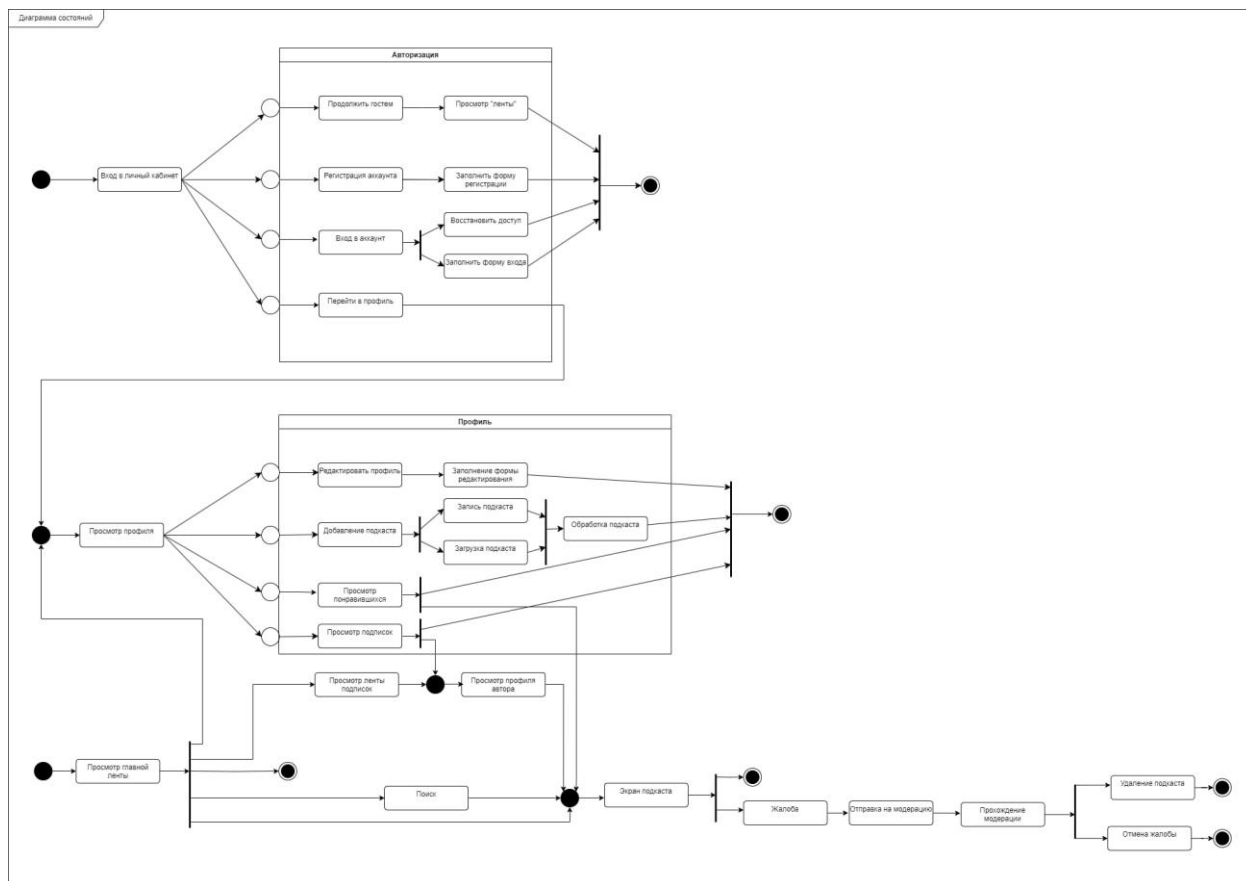 Диаграмма состояний
Авторизация
Продолжить гостем
Просмотр "ленты"
Вход в личный кабинет
Регистрация аккаунта
Заполнить форму
регистрации
Восстановить доступ
Вход в аккаунт
Заполнить форму входа
Перейти в профиль
Профиль
Редактировать профиль
Заполнение формы
редактирования
Запись подкаста
Просмотр профиля
Добавление подкаста
Обработка подкаста
Загрузка подкаста
Просмотр
понравившихся
Просмотр подписок
Просмотр ленты
подписок
Просмотр профиля
автора
Просмотр главной
ленты
Поиск
Экран подкаста
Жалоба
Отправка на модерацию
Прохождение
модерации
Удаление подкаста
Отмена жалобы